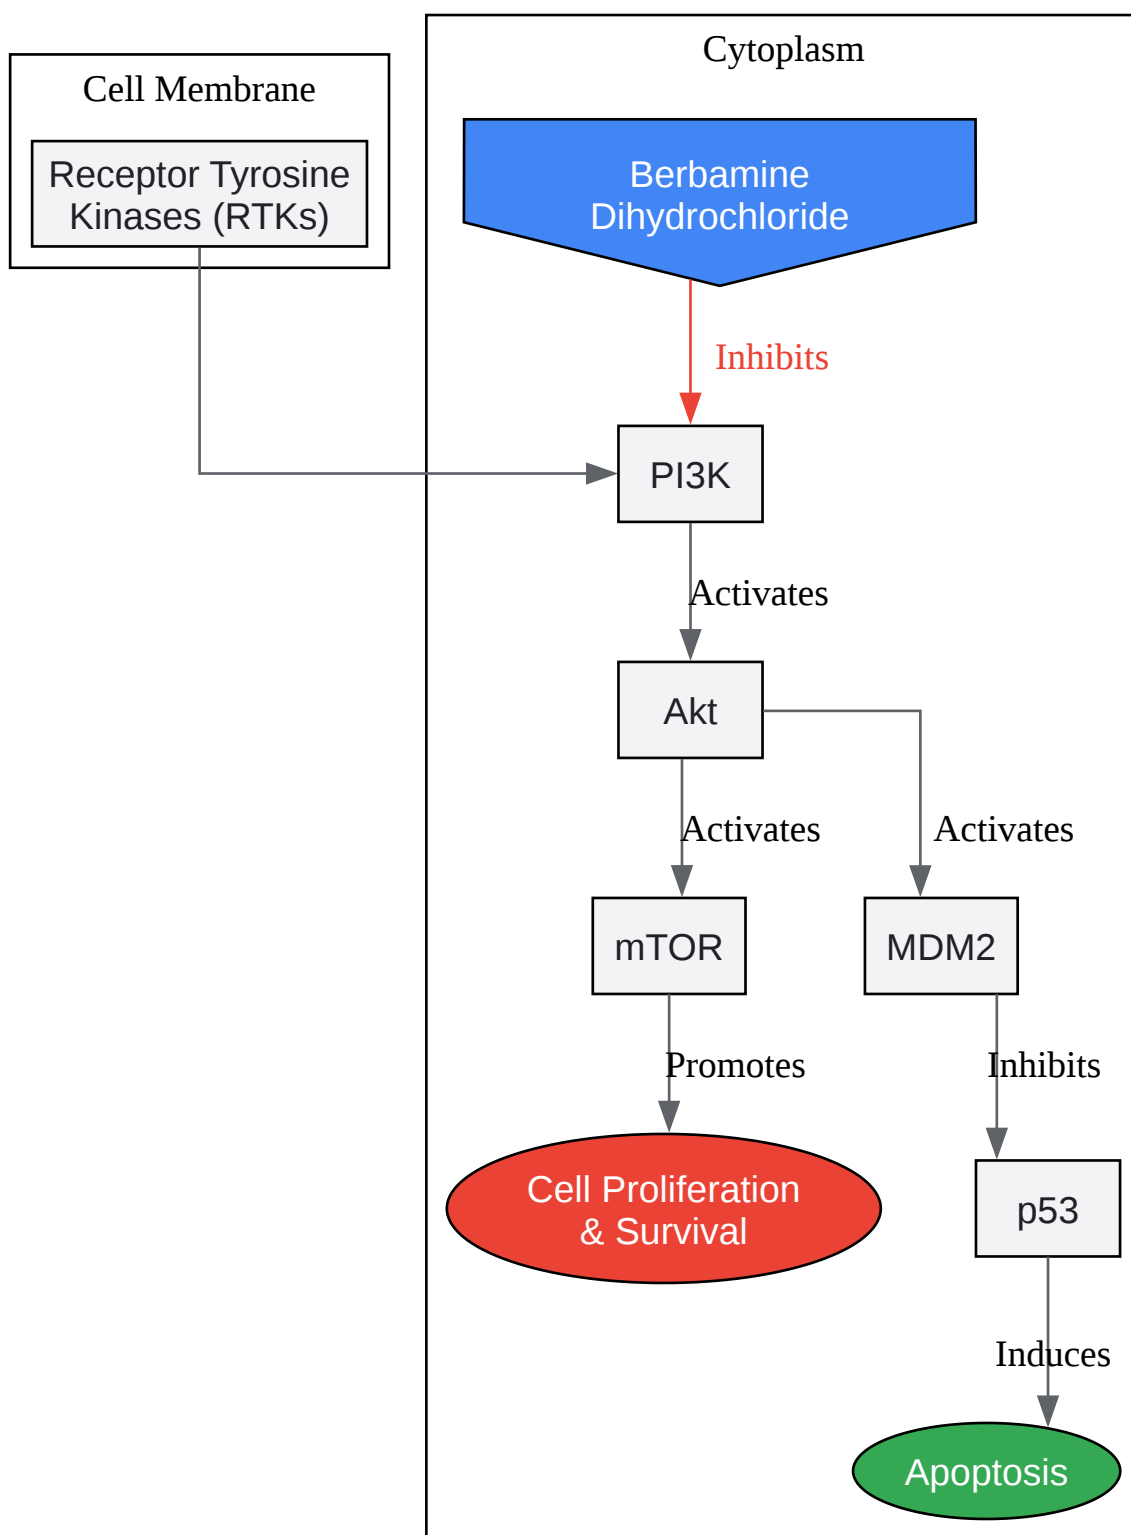 Cytoplasm
Cell Membrane
Receptor Tyrosine
Kinases (RTKs)
Berbamine
Dihydrochloride
Inhibits
PI3K
Activates
Akt
Activates
Activates
mTOR
MDM2
Promotes
Inhibits
Cell Proliferation
& Survival
p53
Induces
Apoptosis